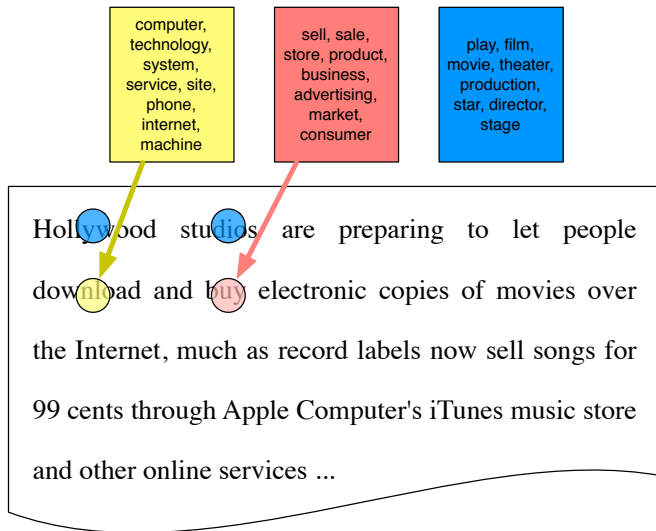 computer,
technology,
system,
service, site,
phone,
internet,
machine
sell, sale,
store, product,
business,
advertising,
market,
consumer
play, film,
movie, theater,
production,
star, director,
stage
Hollywood studios are preparing to let people
download and buy electronic copies of movies over
the Internet, much as record labels now sell songs for
99 cents through Apple Computer's iTunes music store
and other online services ...